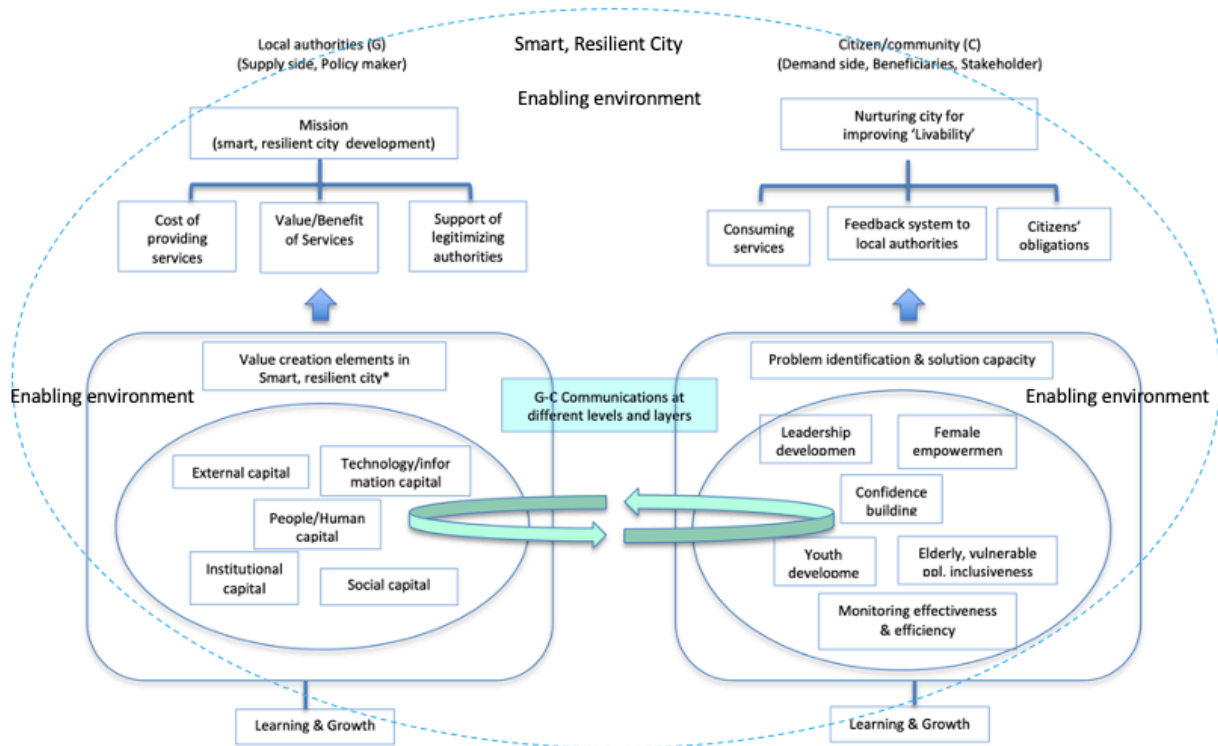 Local authorities (G)
(Supply side, Policy maker)
Smart, Resilient City
Citizen/community (C)
(Demand side, Beneficiaries, Stakeholder)
Enabling environment
Mission
(smart, resilient city development)
Nurturing city for
improving ‘Livability’
Cost of
providing
services
Value/Benefit
of Services
Support of
legitimizing
authorities
Consuming
services
Feedback system to
local authorities
Citizens’
obligations
Value creation elements in
Smart, resilient city*
Problem identification & solution capacity
Enabling environment
G-C Communications at
different levels and layers
Enabling environment
External capital
Technology/infor
mation capital
People/Human
capital
Institutional
capital
Social capital
Leadership
developmen
Female
empowermen
Confidence
building
Youth
develome
Elderly, vulnerable
ppl. inclusiveness
Monitoring effectiveness
& efficiency
Learning & Growth
Learning & Growth